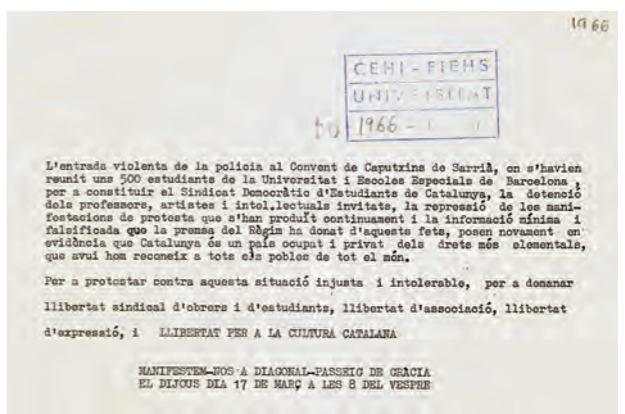 1966
CEHI - FIEHS
1966 -
L'entrada violenta de la policia al Convent de Caputxins de Sarrià, on s'havien
reunit uns 500 estudiants de la Universitat i Escoles Especials de Barcelona ,
per a constituir el Sindicat Democràtic d'Estudiants de Catalunya, la detenció
dels professors, artistes i intel.lectuals invitats, la repressió de les mani-
festacions de protesta que s'han produït continuament i la informació mínima i
falsificada que la premsa del Règim ha donat d'aquests fets, posen novament en
evidència que Catalunya és un país ocupat i privat dels drets més elementals,
que avui hom reconeix a tots els pobles de tot el món.
Per a protestar contra aquesta situació injusta i intolerable, per a demanar
llibertat sindical d'obrers i d'estudiants, llibertat d'associació, llibertat
d'expressió, i LLIBERTAT PER A LA CULTURA CATALANA
MANIFESTEM-NOS A DIAGONAL-PASSEIG DE GRÀCIA
EL DIJOUS DIA 17 DE MARÇ A LES 8 DEL VESPRE